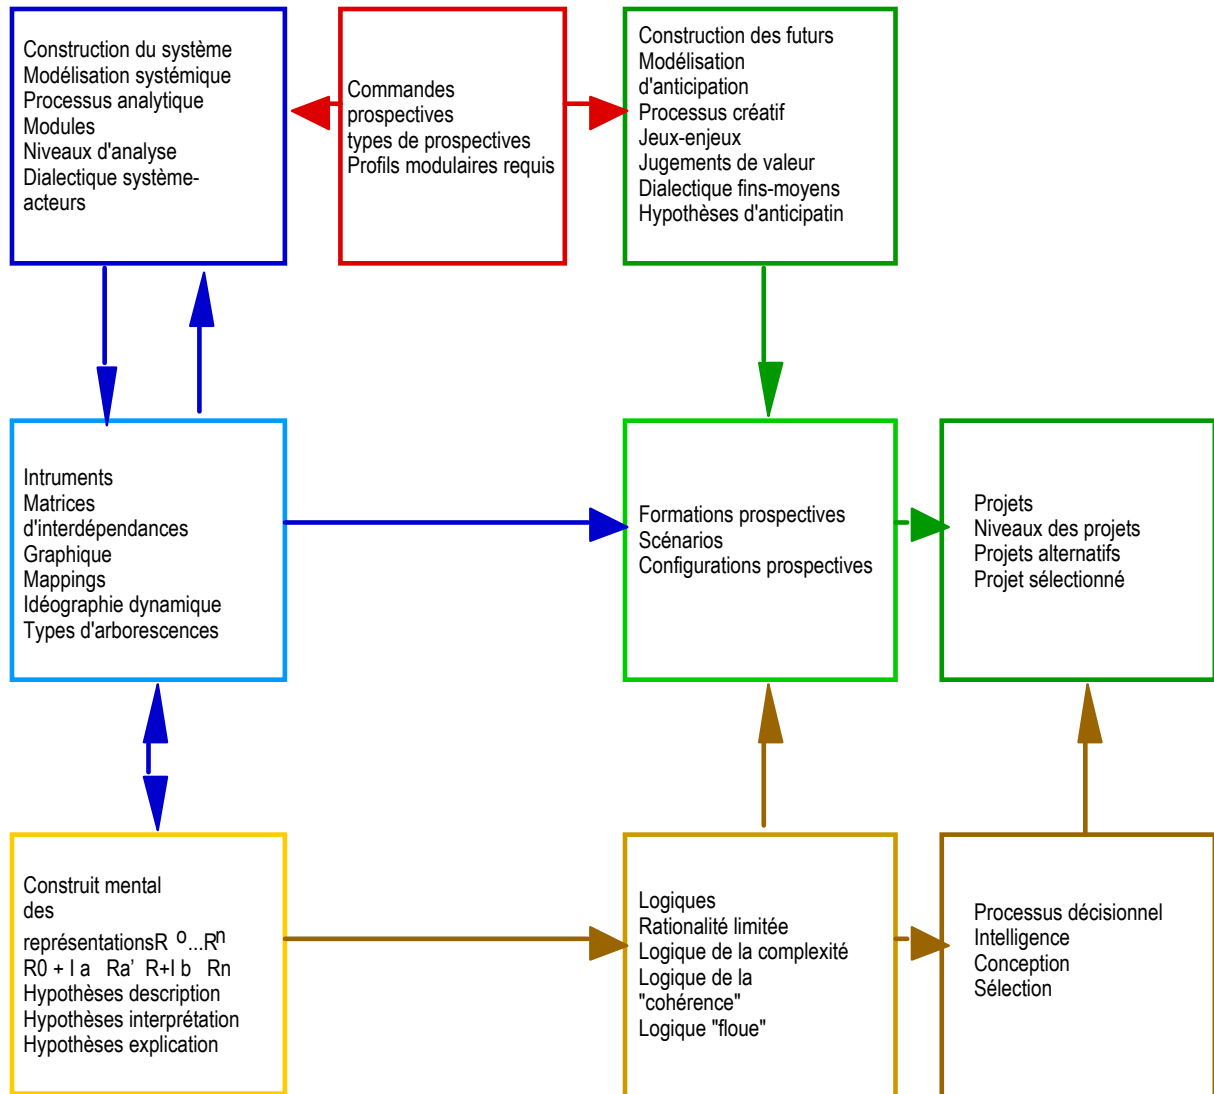 Construction du système
Modélisation systémique
Processus analytique
Modules
Niveaux d'analyse
Dialectique système-
acteurs
Commandes
prospectives
types de prospectives
Profils modulaires requis
Construction des futurs
Modélisation
d'anticipation
Processus créatif
Jeux-enjeux
Jugements de valeur
Dialectique fins-moyens
Hypothèses d'anticipatin
Intruments
Matrices
d'interdépendances
Graphique
Mappings
Idéographie dynamique
Types d'arborescences
Formations prospectives
Scénarios
Configurations prospectives
Projets
Niveaux des projets
Projets alternatifs
Projet sélectionné
Construit mental
des
représentationsR o...Rn
R0 + I a Ra’ R+I b Rn
Hypothèses description
Hypothèses interprétation
Hypothèses explication
Logiques
Rationalité limitée
Logique de la complexité
Logique de la
"cohérence"
Logique "floue"
Processus décisionnel
Intelligence
Conception
Sélection